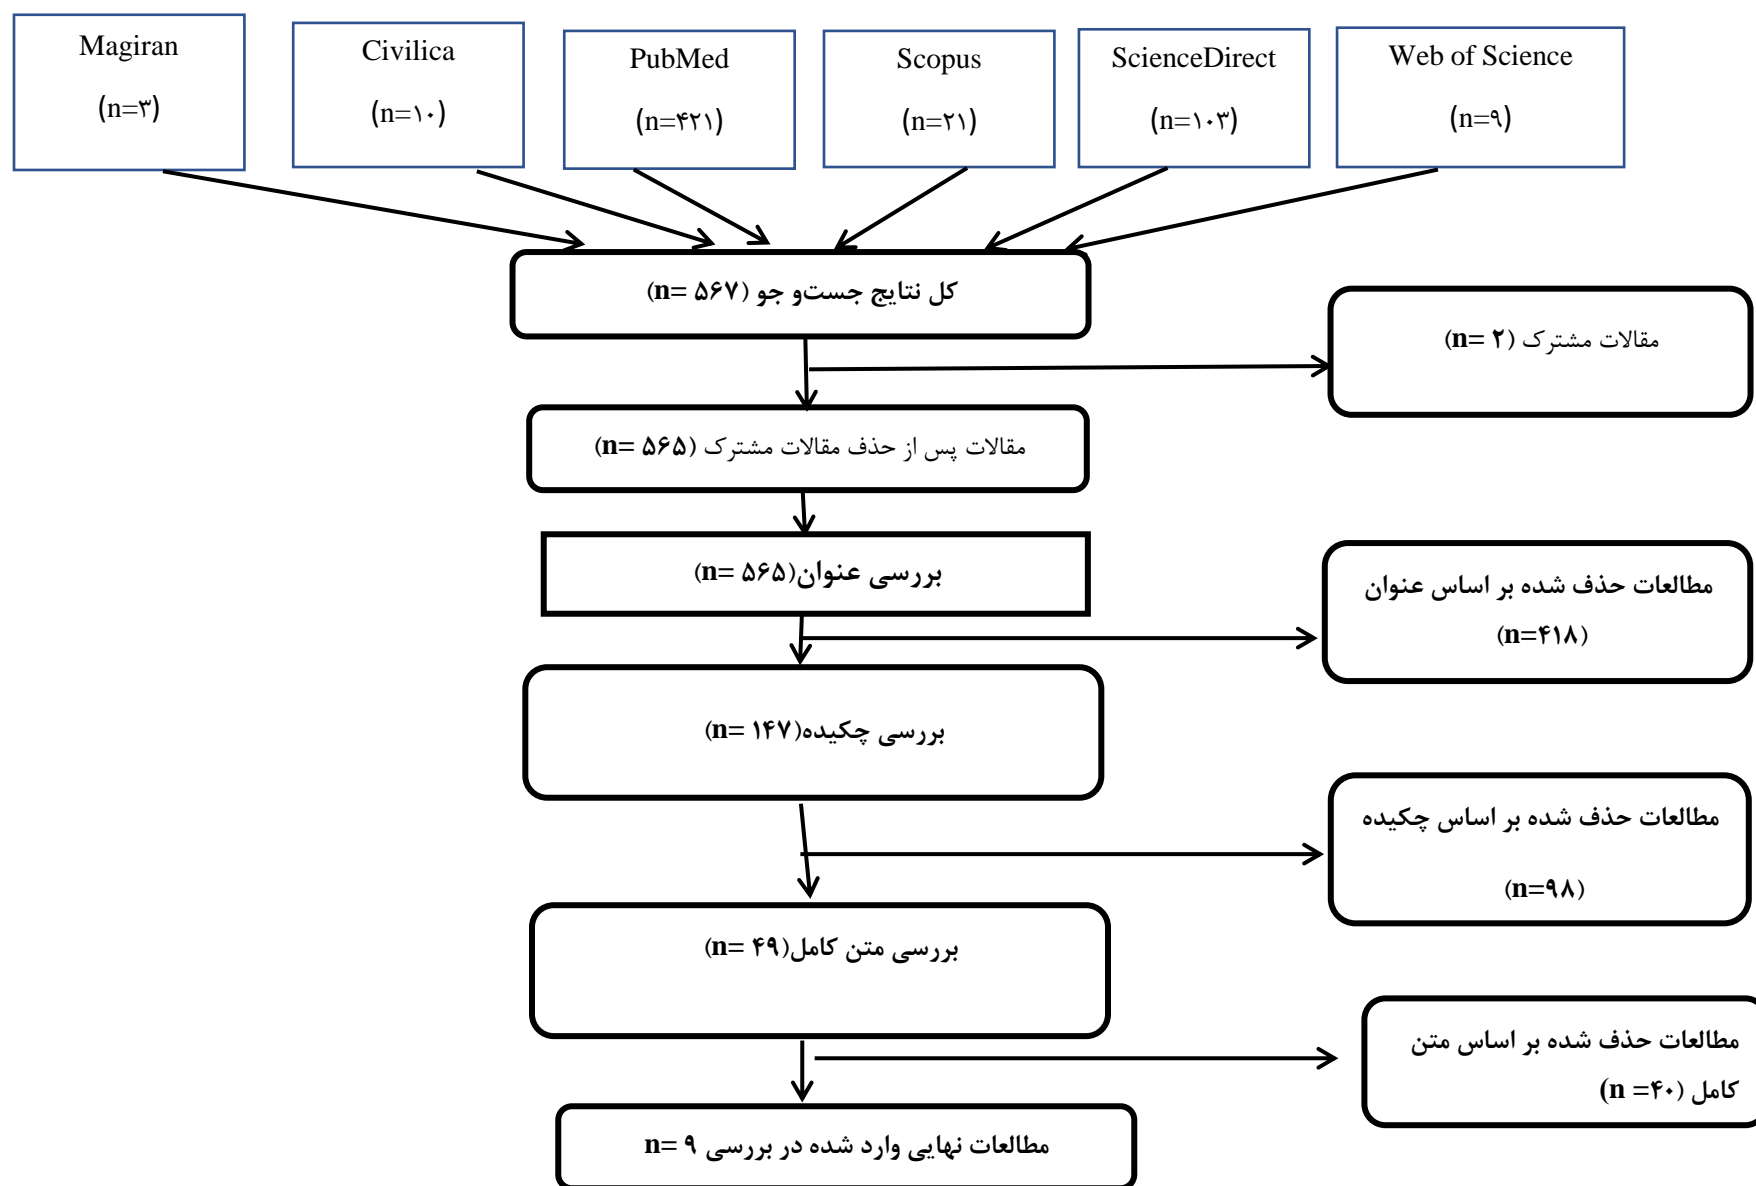 Magiran
(n=۳)
Civilica
(n=۱۰)
PubMed
(n=۴۲۱)
Scopus
(n=۲۱)
ScienceDirect
(n=۱۰۳)
Web of Science
(n=۹)
کل نتایج جست‌و جو (n= ۵۶۷)
مقالات مشترک (n= ۲)
مقالات پس از حذف مقالات مشترک (n= ۵۶۵)
بررسی عنوان(n= ۵۶۵)
مطالعات حذف شده بر اساس عنوان
(n=۴۱۸)
بررسی چکیده(n= ۱۴۷)
مطالعات حذف شده بر اساس چکیده
(n=۹۸)
بررسی متن کامل(n= ۴۹)
مطالعات حذف شده بر اساس متن
کامل (n =۴۰)
مطالعات نهایی وارد شده در بررسی n= ۹